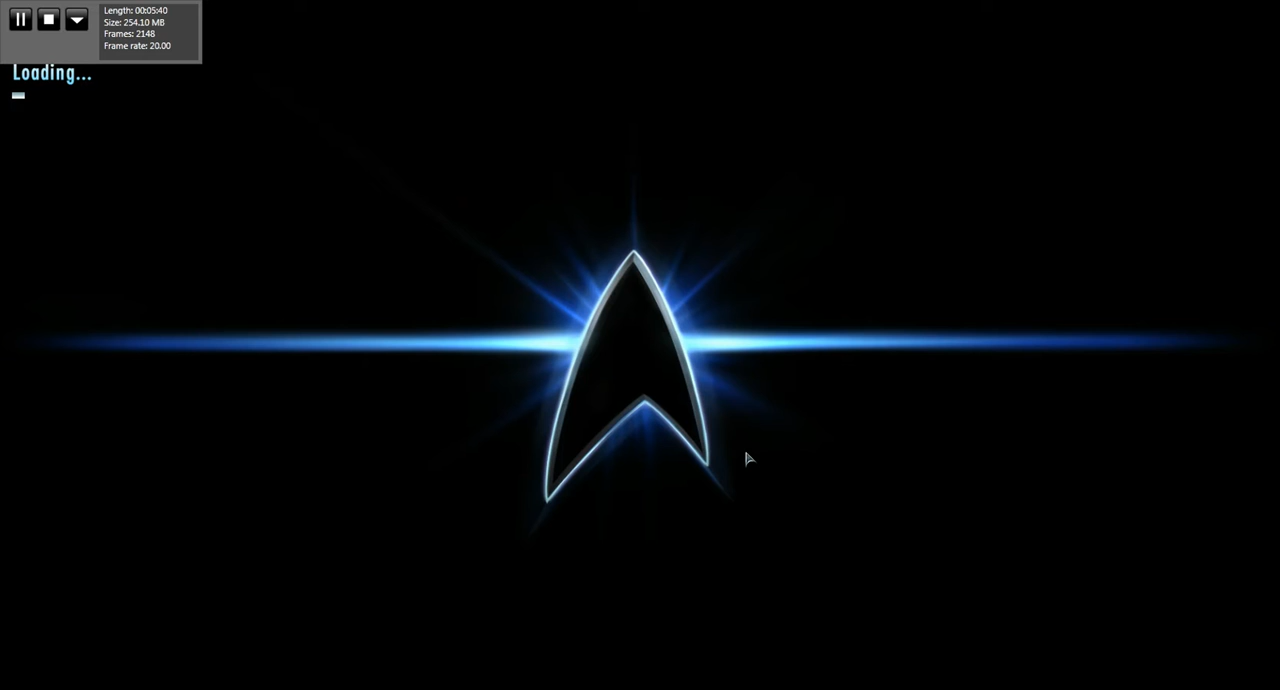 Length: 00:05:40
Size: 254.10 MB
Frames: 2148
Frame rate: 20.00
Loading...